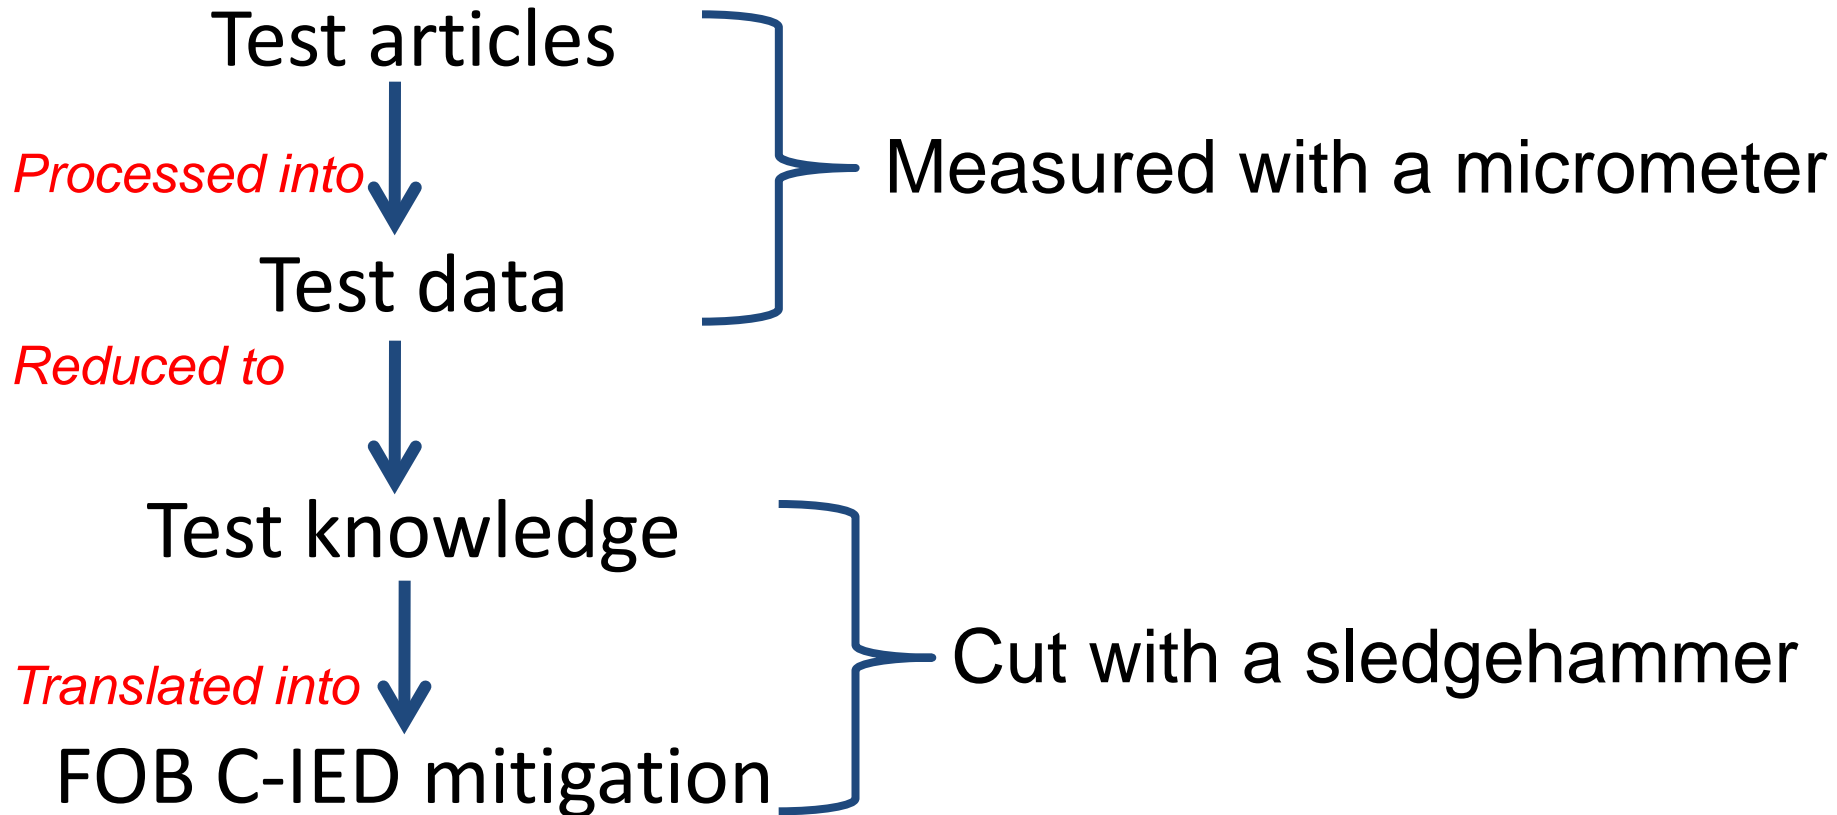 Test articles
Processed into
Measured with a micrometer
Test data
Reduced to
Test knowledge
Cut with a sledgehammer
Translated into
FOB C-IED mitigation